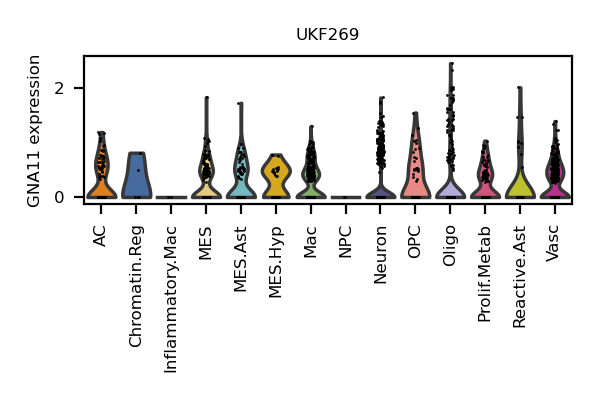 UKF269
GNA11 expression
2
0
AC
Chromatin.Reg
Inflammatory.Mac
MES
MES.Ast
MES.Hyp
Mac
NPC
Neuron
OPC
Oligo
Prolif.Metab
Reactive.Ast
Vasc